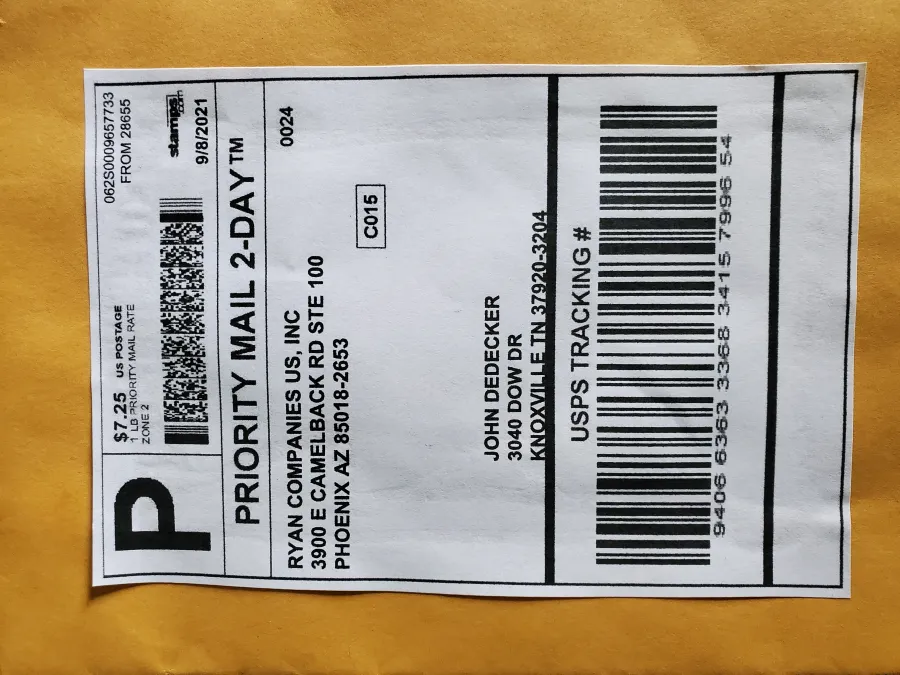 P
$7.25 US POSTAGE
1 LB PRIORITY MAIL RATE
ZONE 2
062S0009657733
FROM 28655
stamps
.com
9/8/2021
PRIORITY MAIL 2-DAY™
RYAN COMPANIES US, INC
3900 E CAMELBACK RD STE 100
PHOENIX AZ 85018-2653
0024
C015
JOHN DEDECKER
3040 DOW DR
KNOXVILLE TN 37920-3204
USPS TRACKING #
9406 6363 3368 3415 7996 54